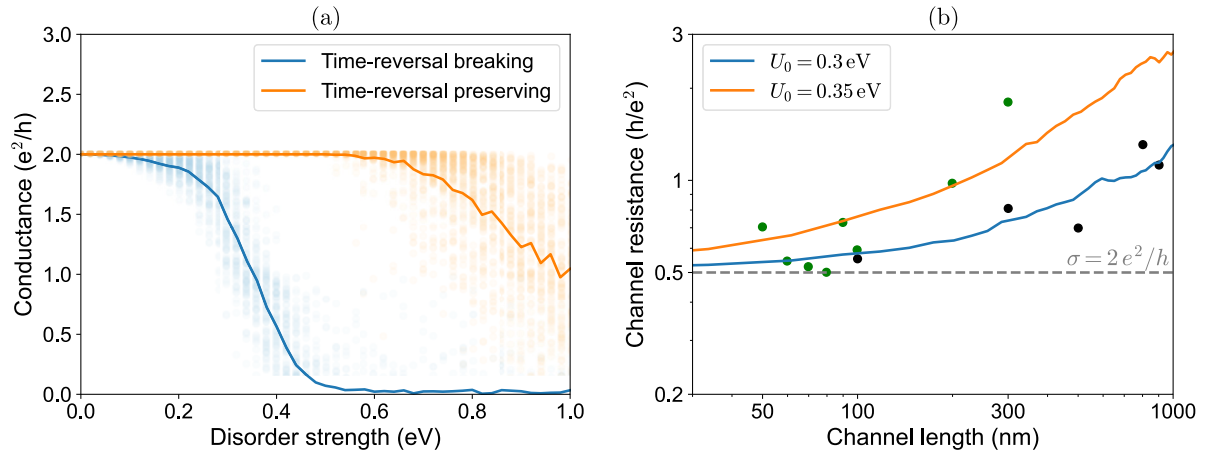 (a)
Conductance (e²/h)
2.0
2.5
3.0
1.5
1.0
0.5
0.0
Time-reversal breaking
Time-reversal preserving
0.0 0.2 0.4 0.6 0.8 1.0
Disorder strength (eV)
(b)
Channel resistance (h/e²)
3
1
0.5
0.2
U₀ = 0.3 eV
U₀ = 0.35 eV
σ = 2 e²/h
50 100 300 1000
Channel length (nm)